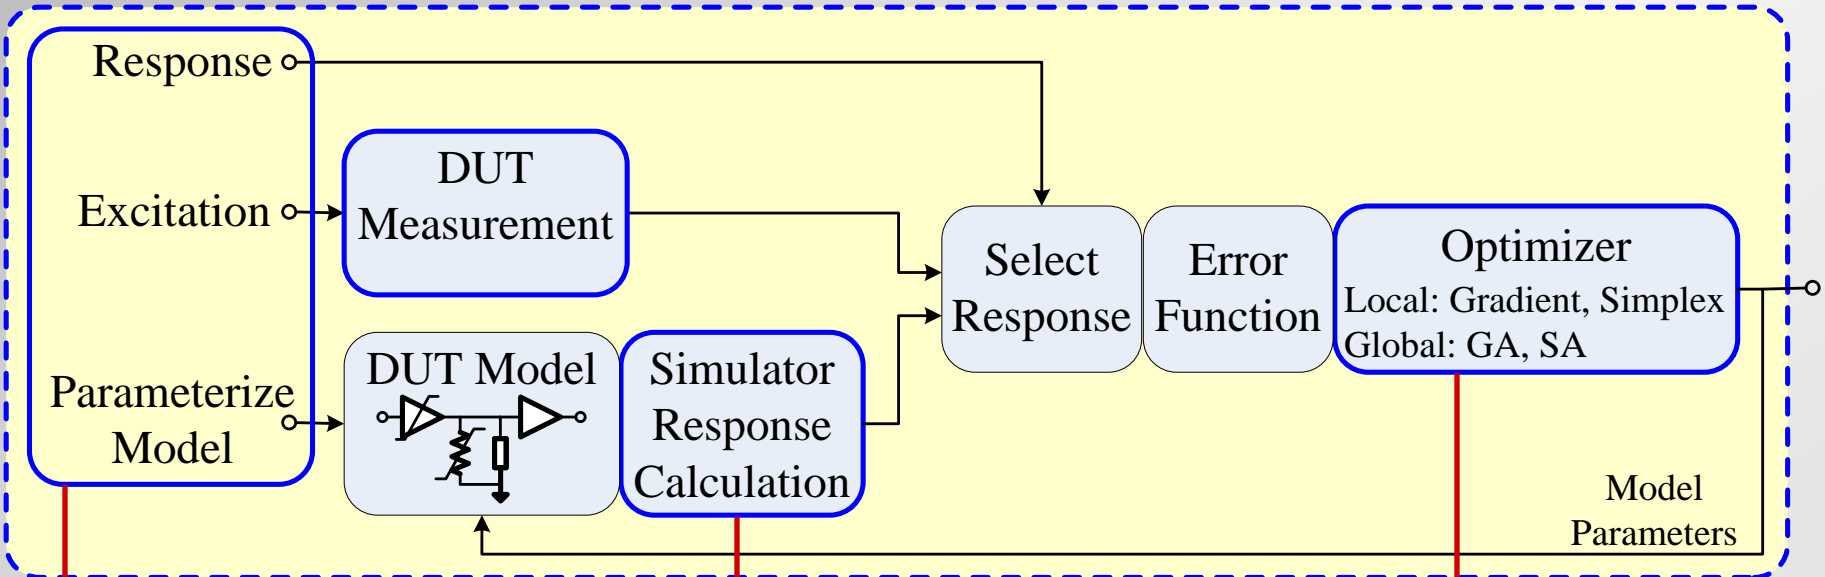 Response
Excitation
Parameterize
Model
DUT
Measurement
DUT Model
Simulator
Response
Calculation
Select
Response
Error
Function
Optimizer
Local: Gradient, Simplex
Global: GA, SA
Model
Parameters